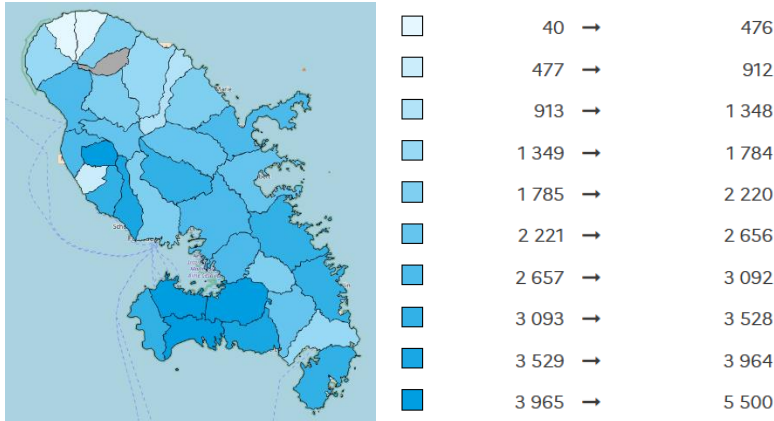 40 ➞ 476
477 ➞ 912
913 ➞ 1 348
1 349 ➞ 1 784
1 785 ➞ 2 220
2 221 ➞ 2 656
2 657 ➞ 3 092
3 093 ➞ 3 528
3 529 ➞ 3 964
3 965 ➞ 5 500